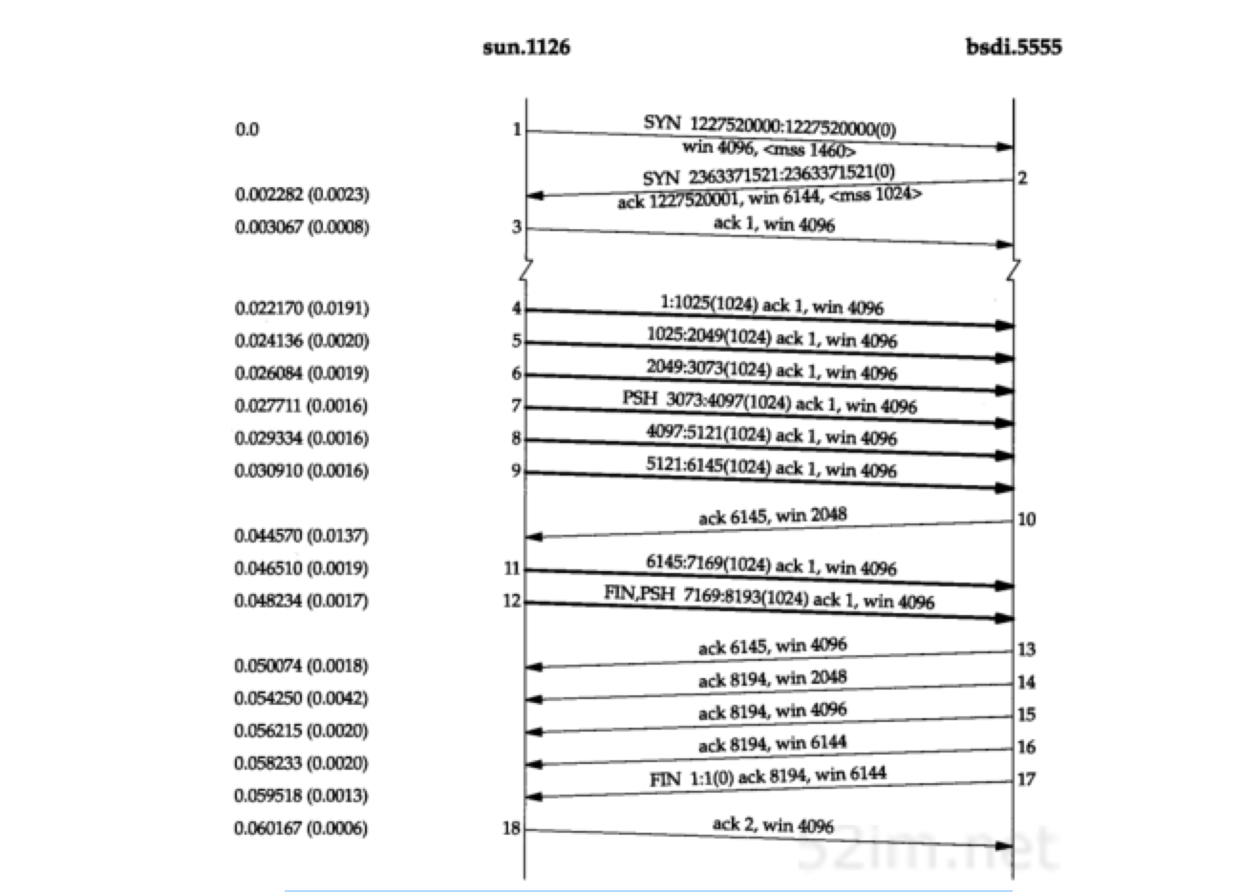 sun.1126 bsdi.5555
0.0 1 SYN 1227520000:1227520000(0)
win 4096, <mss 1460>
SYN 2363371521:2363371521(0) 2
0.002282 (0.0023) ack 1227520001, win 6144, <mss 1024>
0.003067 (0.0008) 3 ack 1, win 4096
0.022170 (0.0191) 4 1:1025(1024) ack 1, win 4096
0.024136 (0.0020) 5 1025:2049(1024) ack 1, win 4096
0.026084 (0.0019) 6 2049:3073(1024) ack 1, win 4096
0.027711 (0.0016) 7 PSH 3073:4097(1024) ack 1, win 4096
0.029334 (0.0016) 8 4097:5121(1024) ack 1, win 4096
0.030910 (0.0016) 9 5121:6145(1024) ack 1, win 4096
ack 6145, win 2048 10
0.044570 (0.0137)
0.046510 (0.0019) 11 6145:7169(1024) ack 1, win 4096
0.048234 (0.0017) 12 FIN,PSH 7169:8193(1024) ack 1, win 4096
ack 6145, win 4096 13
0.050074 (0.0018)
ack 8194, win 2048 14
0.054250 (0.0042)
ack 8194, win 4096 15
0.056215 (0.0020)
ack 8194, win 6144 16
0.058233 (0.0020)
FIN 1:1(0) ack 8194, win 6144 17
0.059518 (0.0013)
0.060167 (0.0006) 18 ack 2, win 4096
52im.net